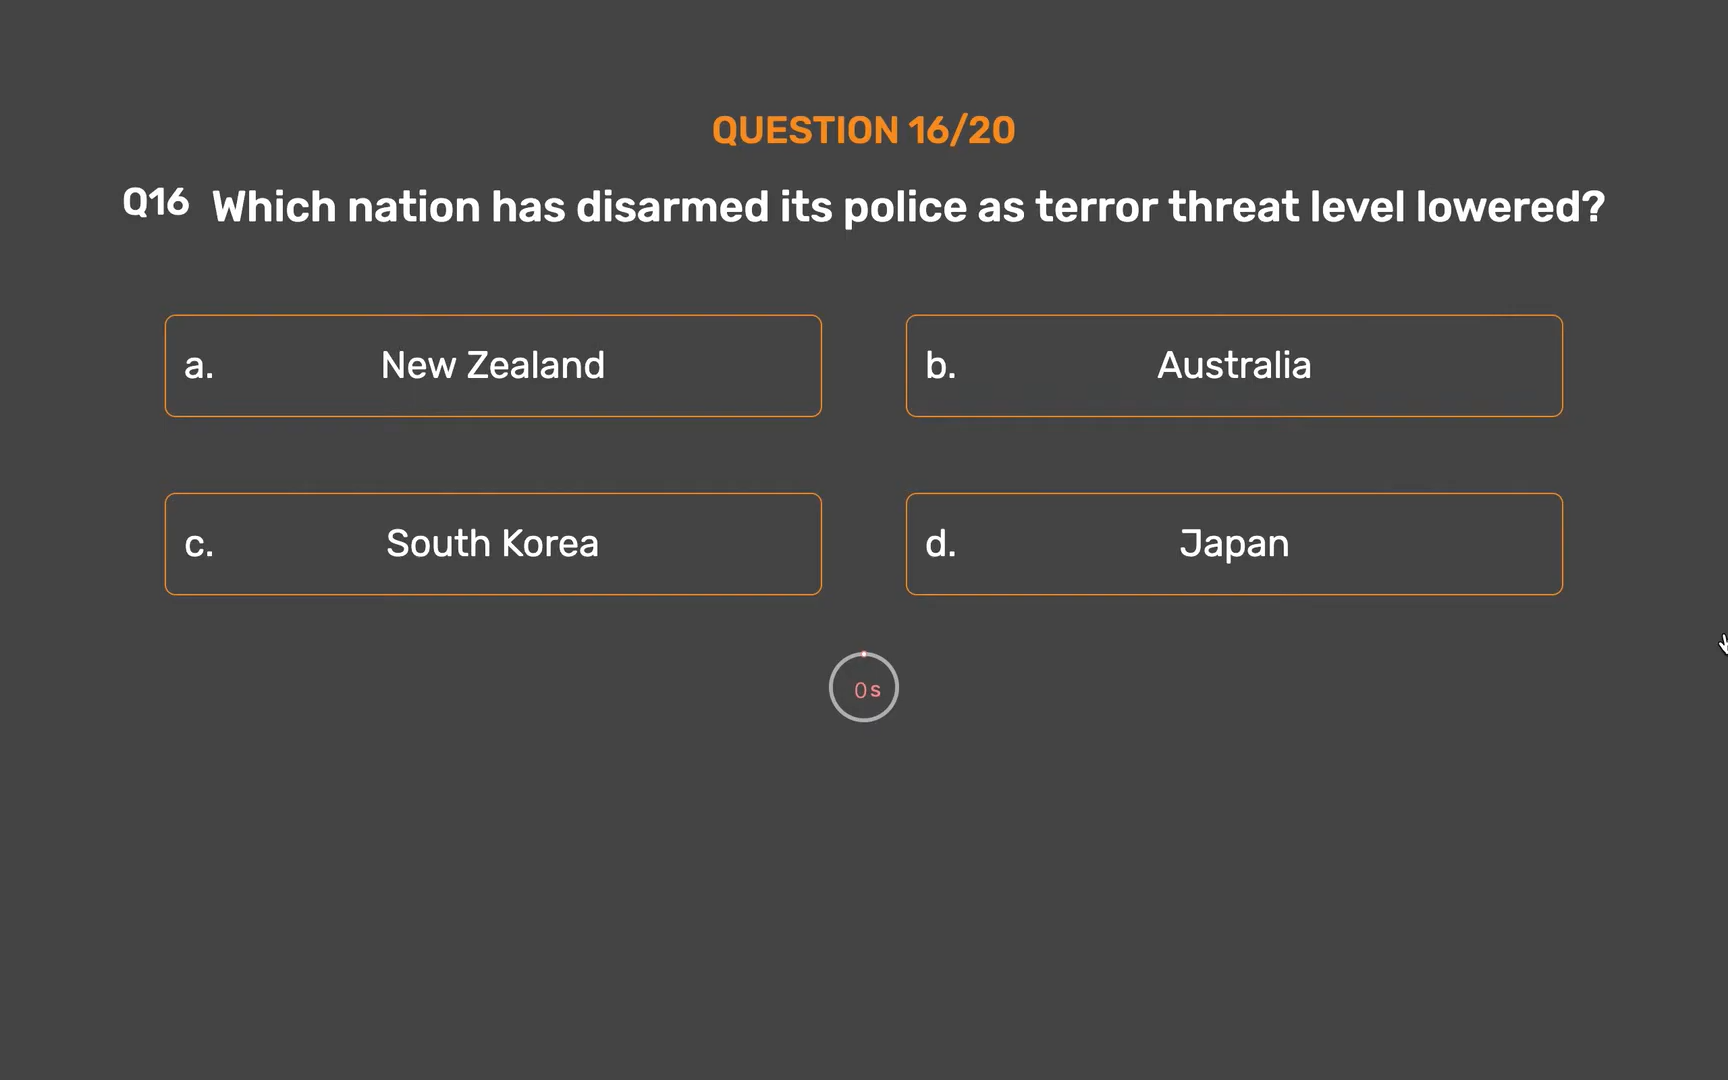 QUESTION 16/20
Q16 Which nation has disarmed its police as terror threat level lowered?
a. New Zealand
b. Australia
c. South Korea
d. Japan
0 s